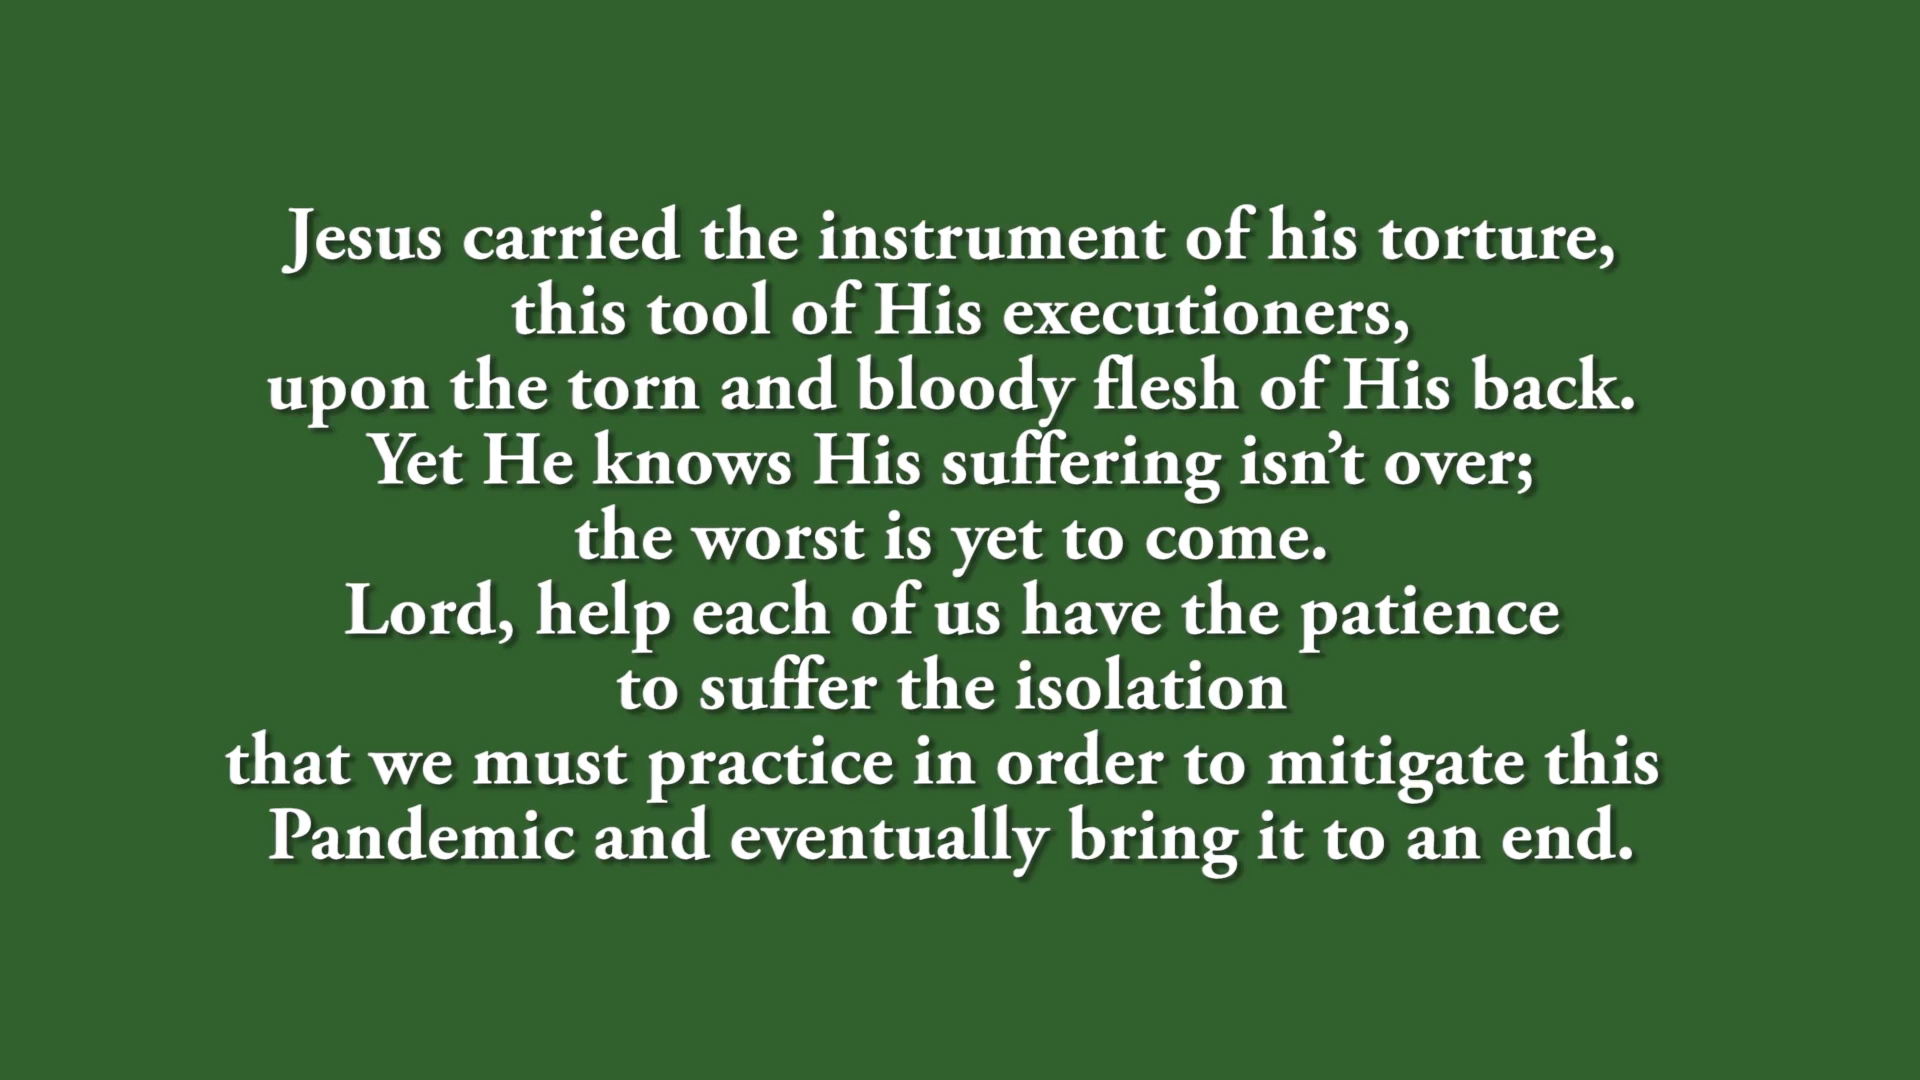 Jesus carried the instrument of his torture,
this tool of His executioners,
upon the torn and bloody flesh of His back.
Yet He knows His suffering isn’t over;
the worst is yet to come.
Lord, help each of us have the patience
to suffer the isolation
that we must practice in order to mitigate this
Pandemic and eventually bring it to an end.